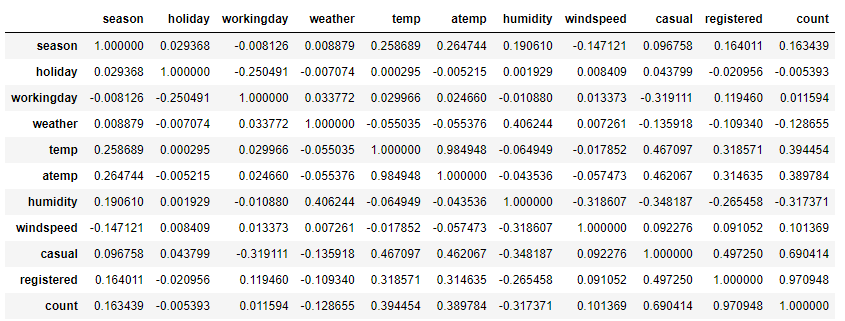 season holiday workingday weather temp atemp humidity windspeed casual registered count
season 1.000000 0.029368 -0.008126 0.008879 0.258689 0.264744 0.190610 -0.147121 0.096758 0.164011 0.163439
holiday 0.029368 1.000000 -0.250491 -0.007074 0.000295 -0.005215 0.001929 0.008409 0.043799 -0.020956 -0.005393
workingday -0.008126 -0.250491 1.000000 0.033772 0.029966 0.024660 -0.010880 0.013373 -0.319111 0.119460 0.011594
weather 0.008879 -0.007074 0.033772 1.000000 -0.055035 -0.055376 0.406244 0.007261 -0.135918 -0.109340 -0.128655
temp 0.258689 0.000295 0.029966 -0.055035 1.000000 0.984948 -0.064949 -0.017852 0.467097 0.318571 0.394454
atemp 0.264744 -0.005215 0.024660 -0.055376 0.984948 1.000000 -0.043536 -0.057473 0.462067 0.314635 0.389784
humidity 0.190610 0.001929 -0.010880 0.406244 -0.064949 -0.043536 1.000000 -0.318607 -0.348187 -0.265458 -0.317371
windspeed -0.147121 0.008409 0.013373 0.007261 -0.017852 -0.057473 -0.318607 1.000000 0.092276 0.091052 0.101369
casual 0.096758 0.043799 -0.319111 -0.135918 0.467097 0.462067 -0.348187 0.092276 1.000000 0.497250 0.690414
registered 0.164011 -0.020956 0.119460 -0.109340 0.318571 0.314635 -0.265458 0.091052 0.497250 1.000000 0.970948
count 0.163439 -0.005393 0.011594 -0.128655 0.394454 0.389784 -0.317371 0.101369 0.690414 0.970948 1.000000